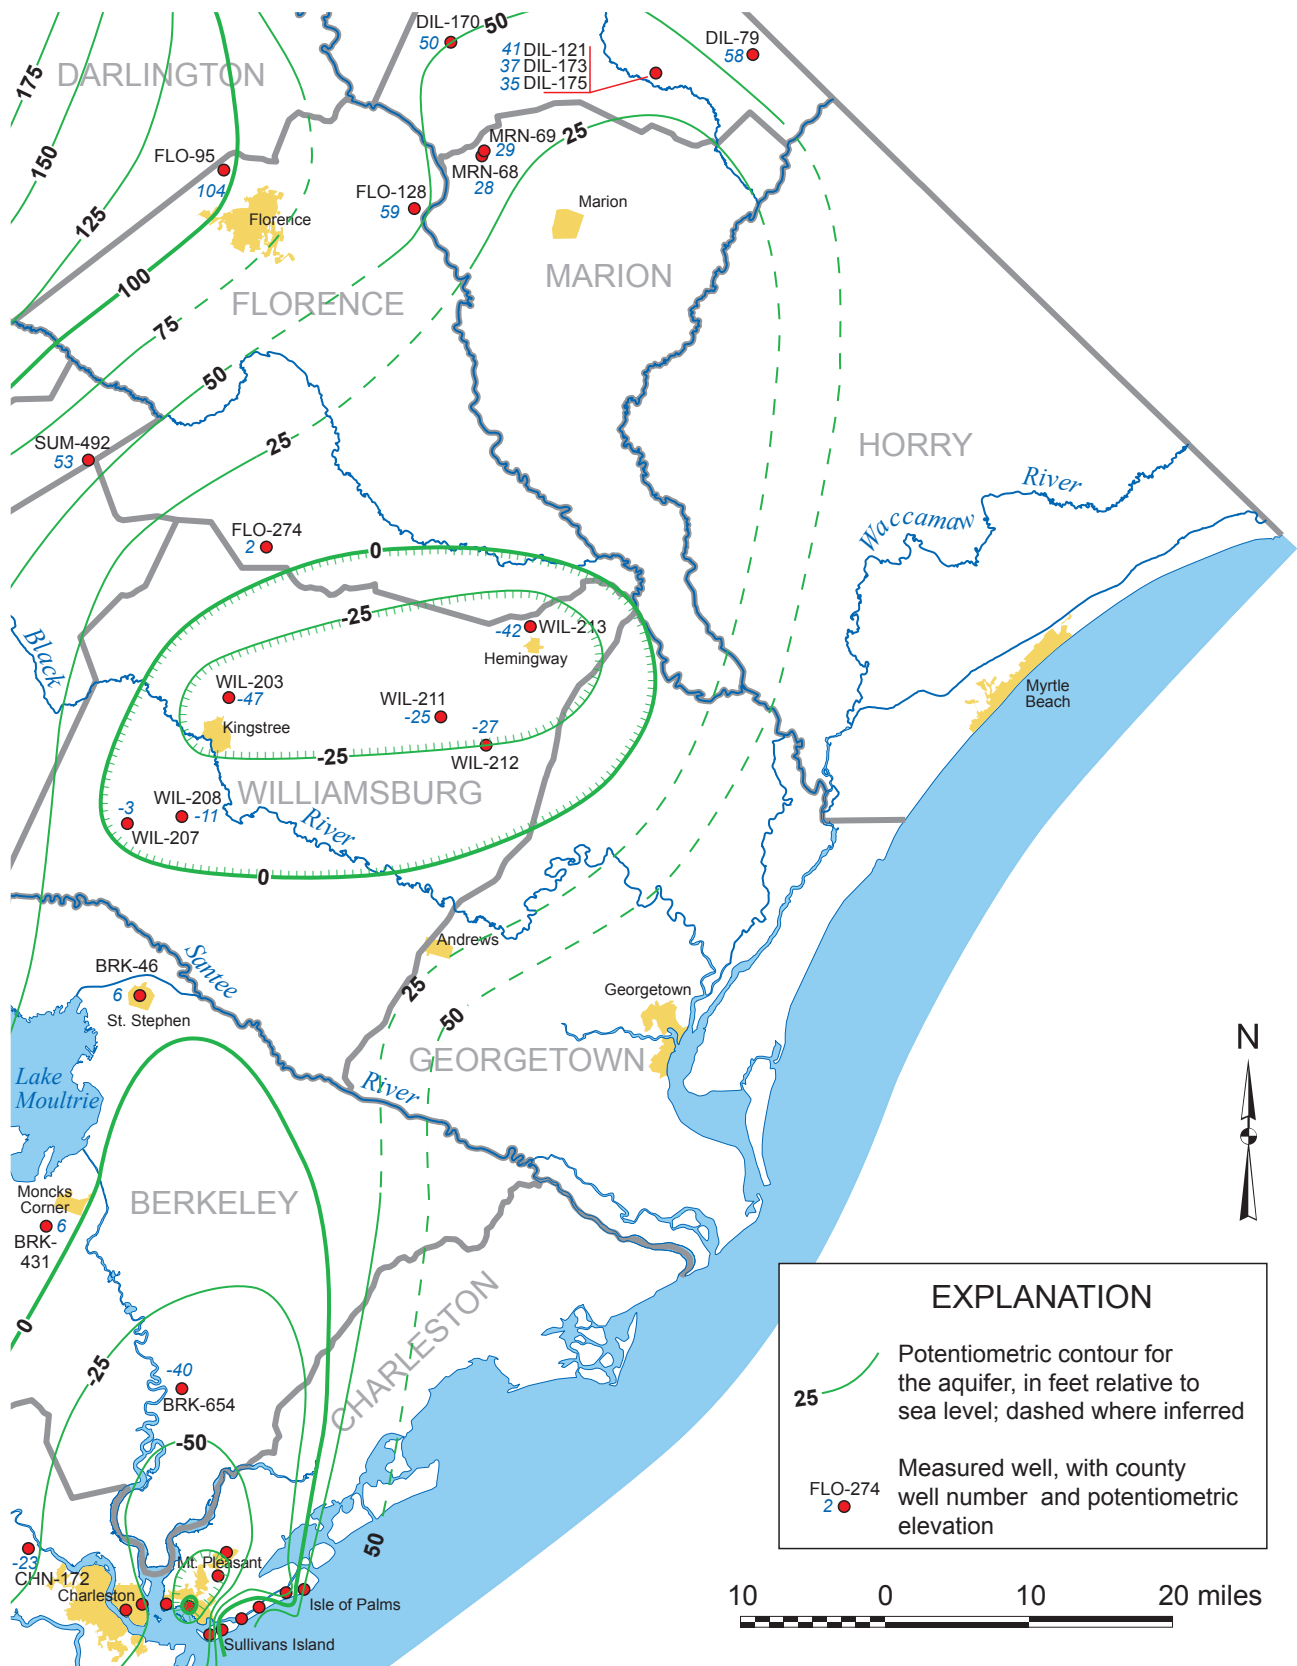 DIL-170
50
50
41 DIL-121
37 DIL-173
35 DIL-175
DIL-79
58
DARLINGTON
175
150
125
FLO-95
104
Florence
FLO-128
59
MRN-69
29
MRN-68
28
25
Marion
MARION
100
FLORENCE
75
50
25
SUM-492
53
HORRY
River
Waccamaw
FLO-274
2
0
-25
-42
WIL-213
Hemingway
Black
WIL-203
-47
Kingstree
WIL-211
-25
-27
WIL-212
-25
Myrtle
Beach
WILLIAMSBURG
WIL-208
-11
-3
WIL-207
River
0
Andrews
Santee
BRK-46
6
St. Stephen
25
50
Georgetown
GEORGETOWN
N
Lake
Moultrie
River
Moncks
Corner
6
BRK-
431
BERKELEY
0
CHARLESTON
-25
-40
BRK-654
-50
50
-23
CHN-172
Mt. Pleasant
Charleston
Isle of Palms
Sullivans Island
EXPLANATION
25
Potentiometric contour for
the aquifer, in feet relative to
sea level; dashed where inferred
FLO-274
2
Measured well, with county
well number and potentiometric
elevation
10 0 10 20 miles